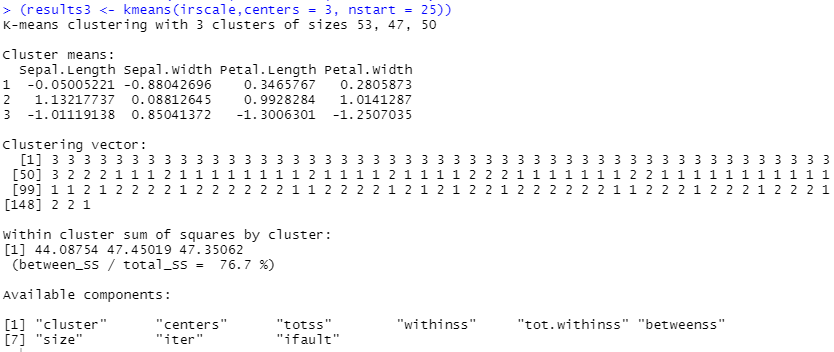 > (results3 <- kmeans(irscale,centers = 3, nstart = 25))
K-means clustering with 3 clusters of sizes 53, 47, 50
Cluster means:
Sepal.Length Sepal.Width Petal.Length Petal.Width
1 -0.05005221 -0.88042696 0.3465767 0.2805873
2 1.13217737 0.08812645 0.9928284 1.0141287
3 -1.01119138 0.85041372 -1.3006301 -1.2507035
Clustering vector:
[1] 3 3 3 3 3 3 3 3 3 3 3 3 3 3 3 3 3 3 3 3 3 3 3 3 3 3 3 3 3 3 3 3 3 3 3 3 3 3 3 3 3 3 3 3 3 3 3 3 3
[50] 3 2 2 2 1 1 1 2 1 1 1 1 1 1 1 1 2 1 1 1 1 2 1 1 1 1 2 2 2 1 1 1 1 1 1 1 2 2 1 1 1 1 1 1 1 1 1 1 1
[99] 1 1 2 1 2 2 2 2 1 2 2 2 2 2 2 1 1 2 2 2 2 1 2 1 2 1 2 2 1 2 2 2 2 2 2 1 1 2 2 2 1 2 2 2 1 2 2 2 1
[148] 2 2 1
Within cluster sum of squares by cluster:
[1] 44.08754 47.45019 47.35062
(between_SS / total_SS = 76.7 %)
Available components:
[1] "cluster" "centers" "totss" "withinss" "tot.withinss" "betweenss"
[7] "size" "iter" "ifault"